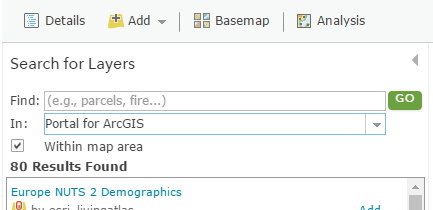 Details Add Basemap Analysis
Search for Layers
Find: (e.g., parcels, fire...) GO
In: Portal for ArcGIS
Within map area
80 Results Found
Europe NUTS 2 Demographics
by esri_livingatlas Add